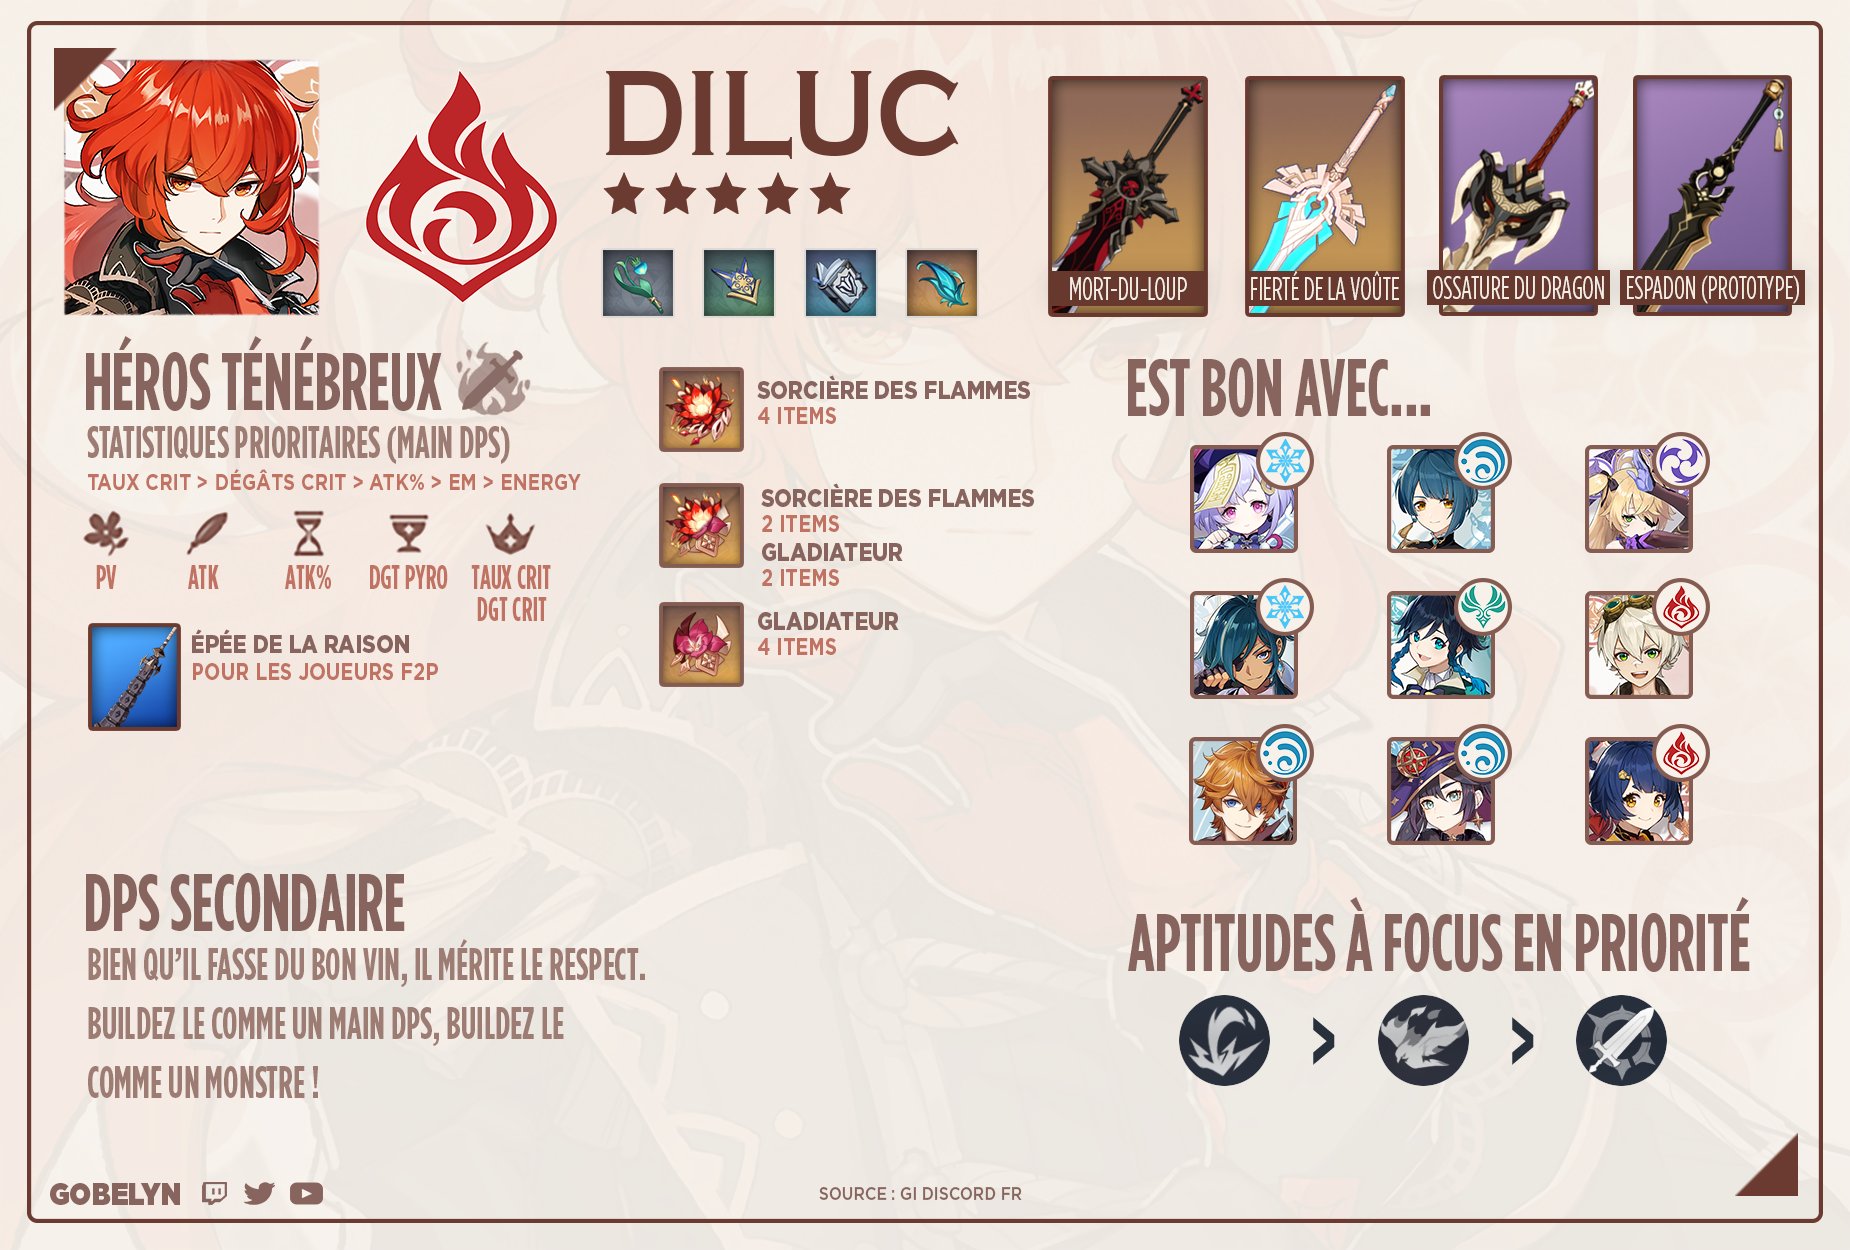 DILUC
MORT-DU-LOUP
FIERTÉ DE LA VOÛTE
OSSATURE DU DRAGON
ESPADON (PROTOTYPE)
HÉROS TÉNÉBREUX
STATISTIQUES PRIORITAIRES (MAIN DPS)
TAUX CRIT > DÉGÂTS CRIT > ATK% > EM > ENERGY
PV
ATK
ATK%
DGT PYRO
TAUX CRIT
DGT CRIT
ÉPÉE DE LA RAISON
POUR LES JOUEURS F2P
SORCIÈRE DES FLAMMES
4 ITEMS
SORCIÈRE DES FLAMMES
2 ITEMS
GLADIATEUR
2 ITEMS
GLADIATEUR
4 ITEMS
EST BON AVEC...
DPS SECONDAIRE
BIEN QU'IL FASSE DU BON VIN, IL MÉRITE LE RESPECT.
BUILDEZ LE COMME UN MAIN DPS, BUILDEZ LE
COMME UN MONSTRE !
APTITUDES À FOCUS EN PRIORITÉ
> >
GOBELYN
SOURCE : GI DISCORD FR